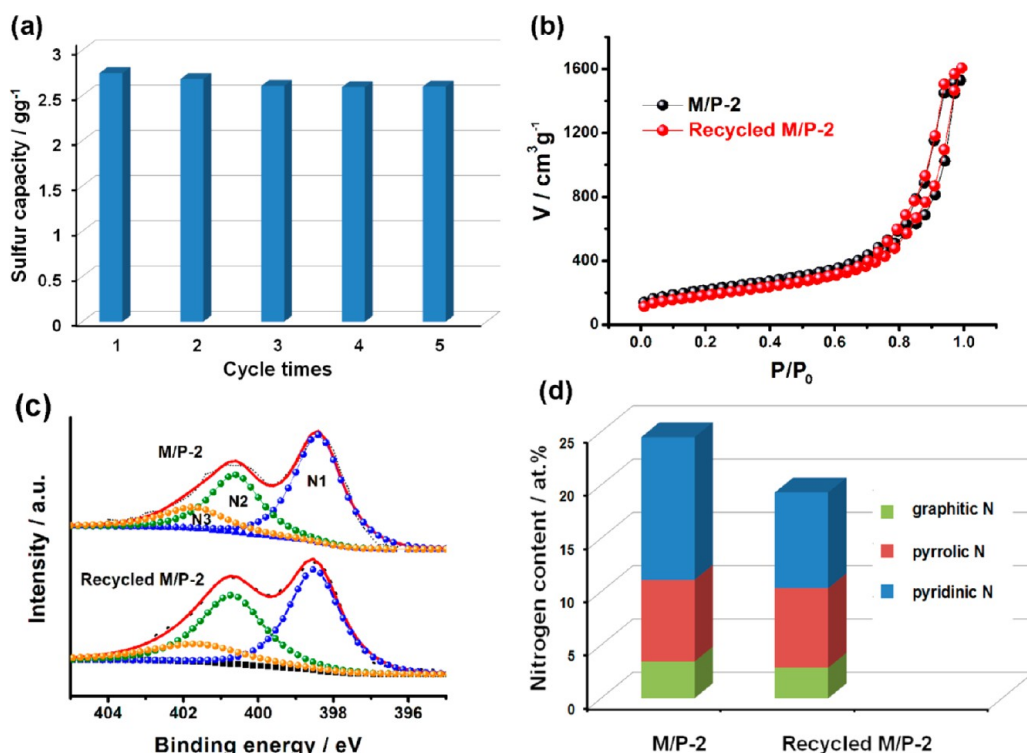 (a)
Sulfur capacity / gg⁻¹
3
2.5
2
1.5
1
0.5
0
1 2 3 4 5
Cycle times
(b)
V / cm³g⁻¹
1600
1200
800
400
0
M/P-2
Recycled M/P-2
0.0 0.2 0.4 0.6 0.8 1.0
P/P₀
(c)
Intensity / a.u.
M/P-2
N1
N2
N3
Recycled M/P-2
404 402 400 398 396
Binding energy / eV
(d)
Nitrogen content / at.%
25
20
15
10
5
0
graphitic N
pyrrolic N
pyridinic N
M/P-2 Recycled M/P-2